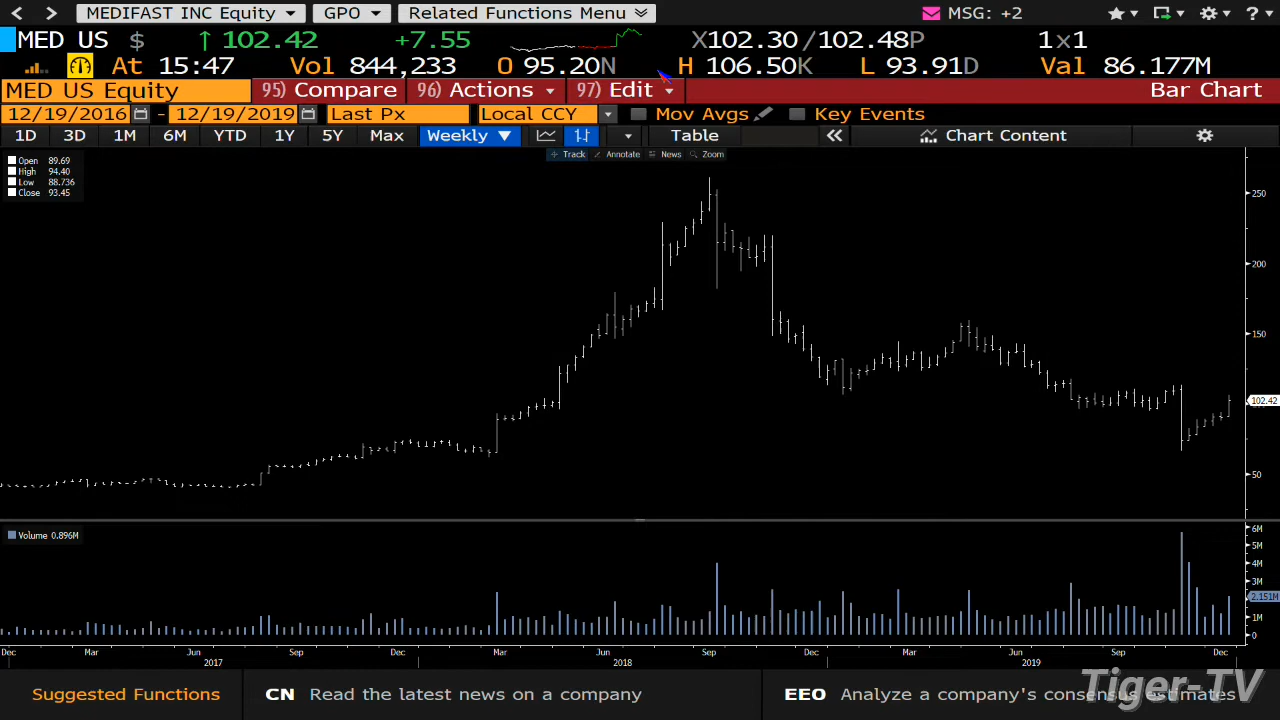 MEDIFAST INC Equity GPO Related Functions Menu MSG: +2 ?
MED US $ ↑ 102.42 +7.55 X102.30 /102.48P 1x1
At 15:47 Vol 844,233 O 95.20N H 106.50K L 93.91D Val 86.177M
MED US Equity 95) Compare 96) Actions 97) Edit Bar Chart
12/19/2016 - 12/19/2019 Last Px Local CCY Mov Avgs Key Events
1D 3D 1M 6M YTD 1Y 5Y Max Weekly ▼ Table « Chart Content
Track Annotate News Zoom
Open 89.69
High 94.40
Low 88.736
Close 93.45
250
200
150
102.42
50
Volume 0.896M
6M
5M
4M
3M
2.151M
1M
0
Dec Mar Jun Sep Dec Mar Jun Sep Dec Mar Jun Sep Dec
2017 2018 2019
Suggested Functions CN Read the latest news on a company EEO Analyze a company's consensus estimates
Tiger-TV